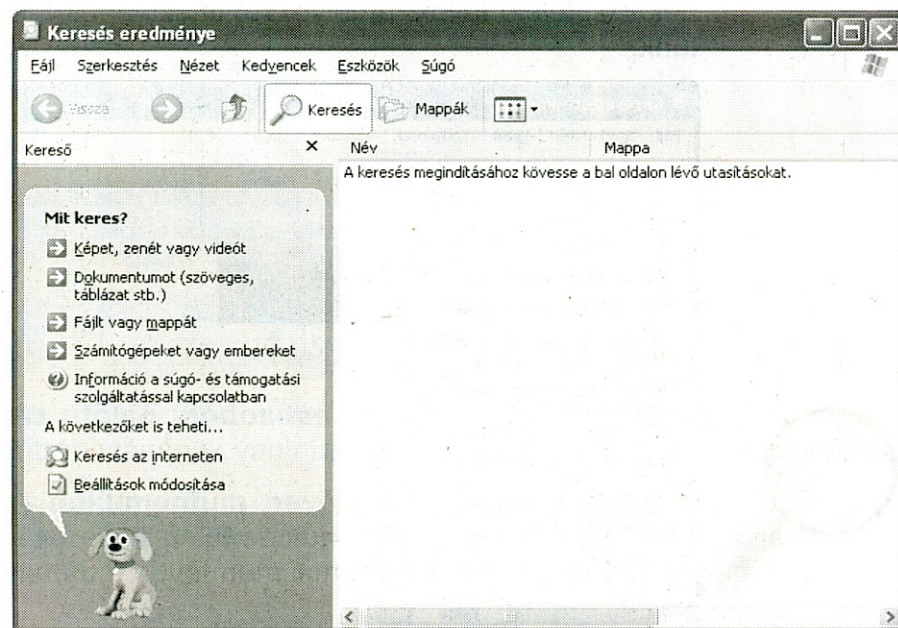 Keresés eredménye
Fájl Szerkesztés Nézet Kedvencek Eszközök Súgó
Vissza Keresés Mappák
Kereső Név Mappa
A keresés megindításához kövesse a bal oldalon lévő utasításokat.
Mit keres?
Képet, zenét vagy videót
Dokumentumot (szöveges,
táblázat stb.)
Fájlt vagy mappát
Számítógépeket vagy embereket
Információ a súgó- és támogatási
szolgáltatással kapcsolatban
A következőket is teheti...
Keresés az interneten
Beállítások módosítása